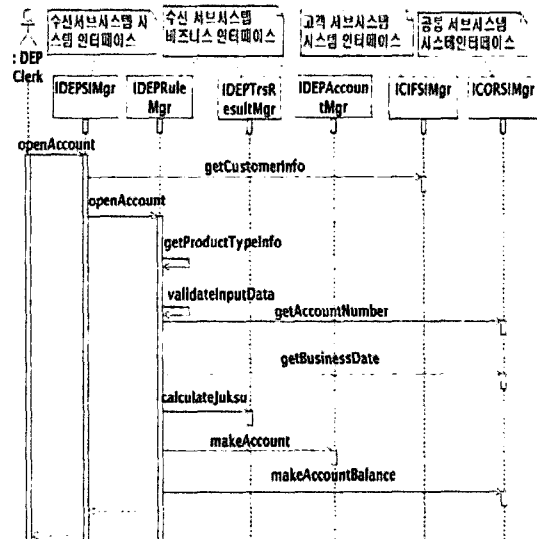 수신서브시스템 시
스템 인터페이스
수신 서브시스템
비즈니스 인터페이스
고객 서브시스템
시스템 인터페이스
공통 서브시스템
시스템인터페이스
: DEP
Clerk
IDEPSIMgr
IDEPRule
Mgr
IDEPTrsR
esultMgr
IDEPAccou
ntMgr
ICIFSIMgr
ICORSIMgr
openAccount
getCustomerInfo
openAccount
getProductTypeInfo
validateInputData
getAccountNumber
getBusinessDate
calculateJuksu
makeAccount
makeAccountBalance